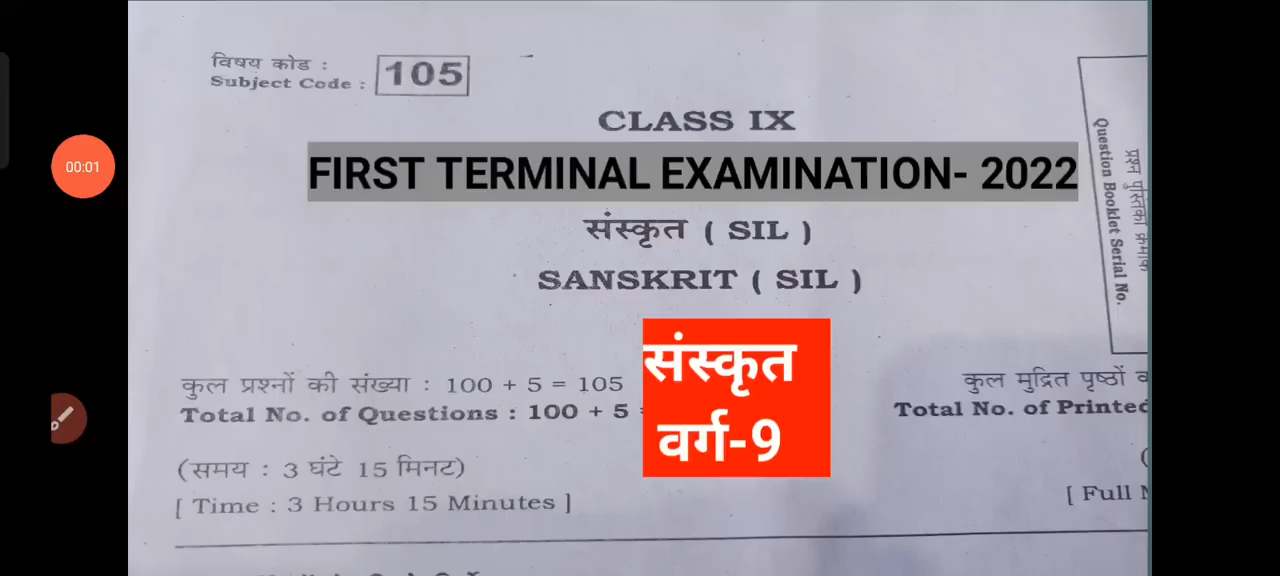 विषय कोड :
Subject Code :
105
CLASS IX
FIRST TERMINAL EXAMINATION- 2022
संस्कृत ( SIL )
SANSKRIT ( SIL )
प्रश्न पुस्तिका क्रमांक
Question Booklet Serial No.
संस्कृत
वर्ग-9
कुल प्रश्नों की संख्या : 100 + 5 = 105
Total No. of Questions : 100 + 5
कुल मुद्रित पृष्ठों
Total No. of Printed
(समय : 3 घंटे 15 मिनट)
[ Time : 3 Hours 15 Minutes ]
[ Full
00:01